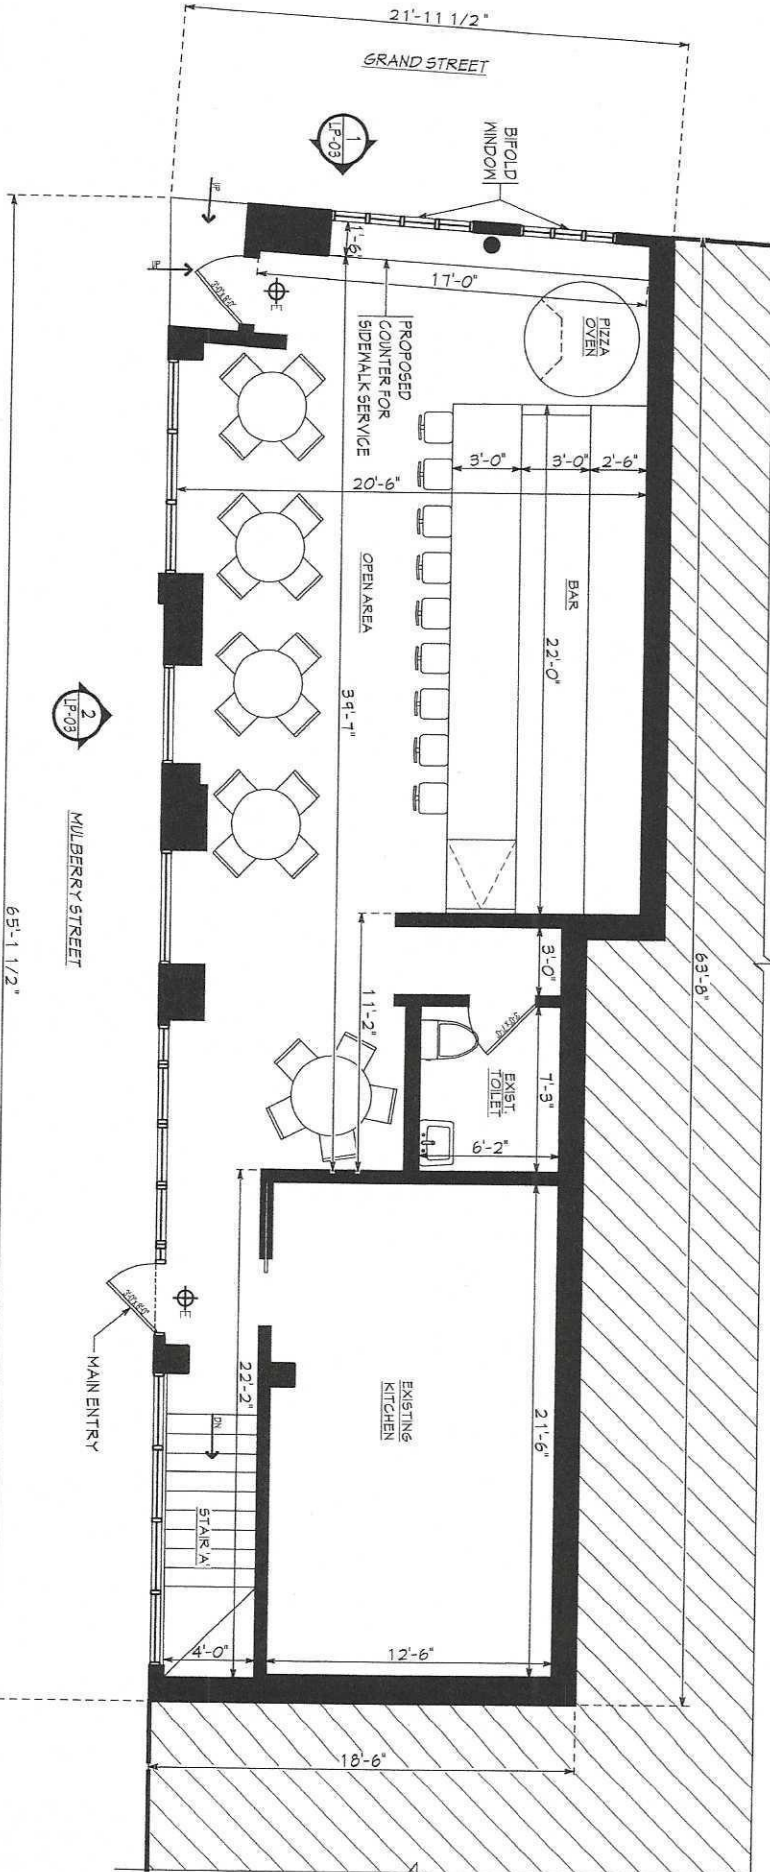 21'-11 1/2"
GRAND STREET
1
LP-03
BIFOLD
WINDOW
UP
UP
1'-6"
17'-0"
3'-0"x8'-0"
E
PIZZA
OVEN
PROPOSED
COUNTER FOR
SIDEWALK SERVICE
3'-0"
3'-0"
2'-6"
20'-6"
OPEN AREA
BAR
22'-0"
39'-7"
2
LP-03
MULBERRY STREET
65'-1 1/2"
63'-8"
3'-0"
11'-2"
EXIST.
TOILET
7'-3"
6'-2"
E
MAIN ENTRY
22'-2"
EXISTING
KITCHEN
21'-6"
DN
STAIR 'A'
4'-0"
12'-6"
18'-6"